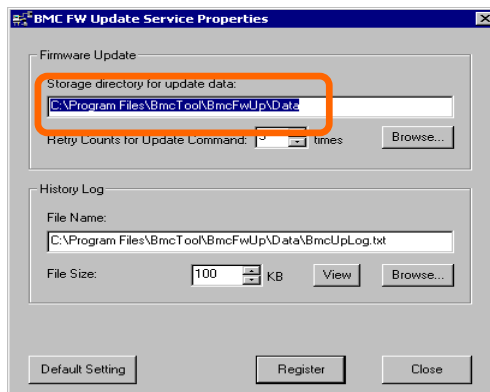 BMC FW Update Service Properties
Firmware Update
Storage directory for update data:
C:\Program Files\BmcTool\BmcFwUp\Data
Retry Counts for Update Command: times Browse...
History Log
File Name:
C:\Program Files\BmcTool\BmcFwUp\Data\BmcUpLog.txt
File Size: 100 KB View Browse...
Default Setting Register Close